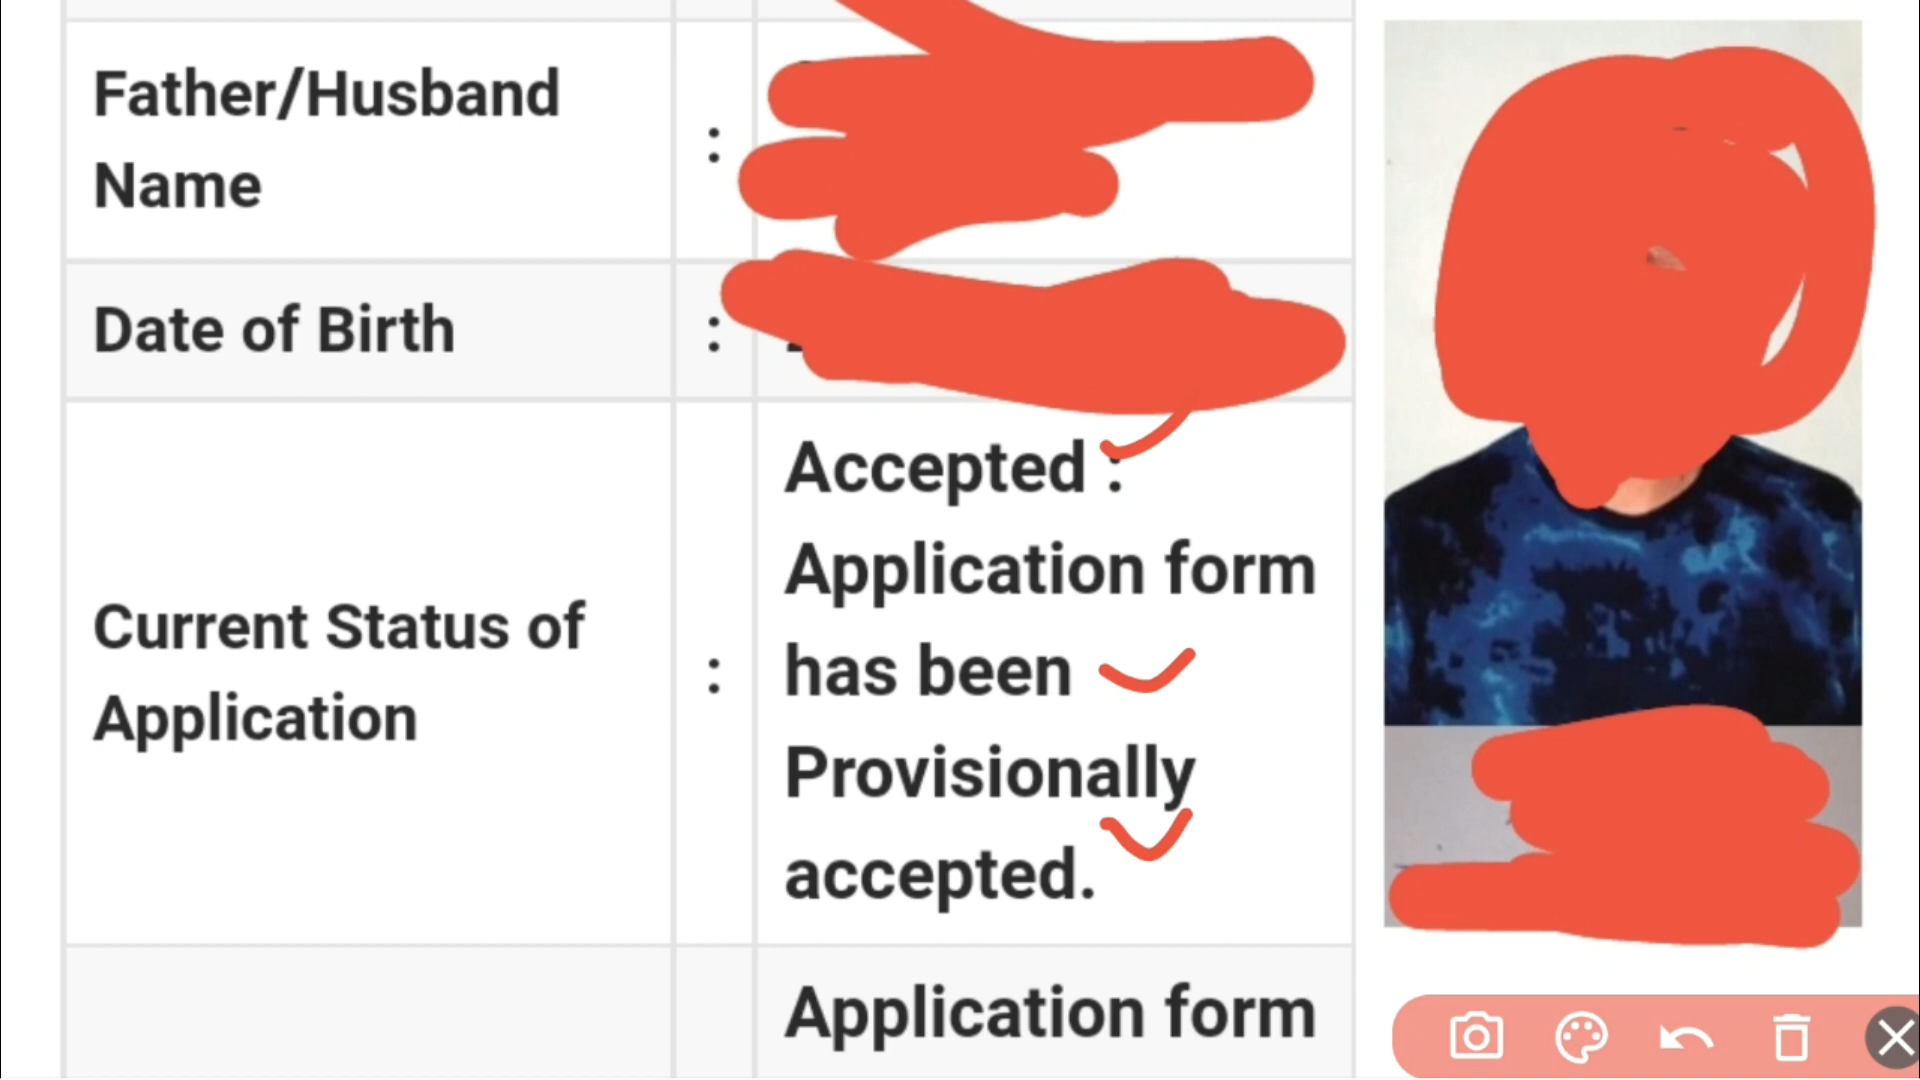 Father/Husband
Name
:
Date of Birth
:
Current Status of
Application
:
Accepted :
Application form
has been
Provisionally
accepted.
Application form